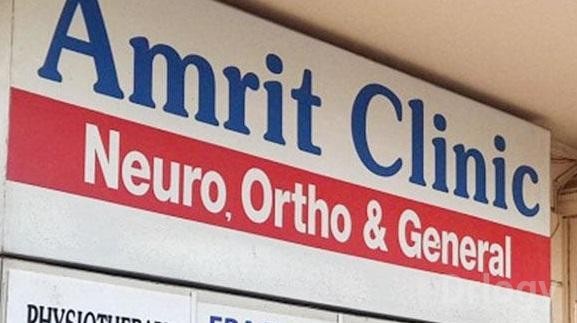 Amrit Clinic
Neuro, Ortho & General